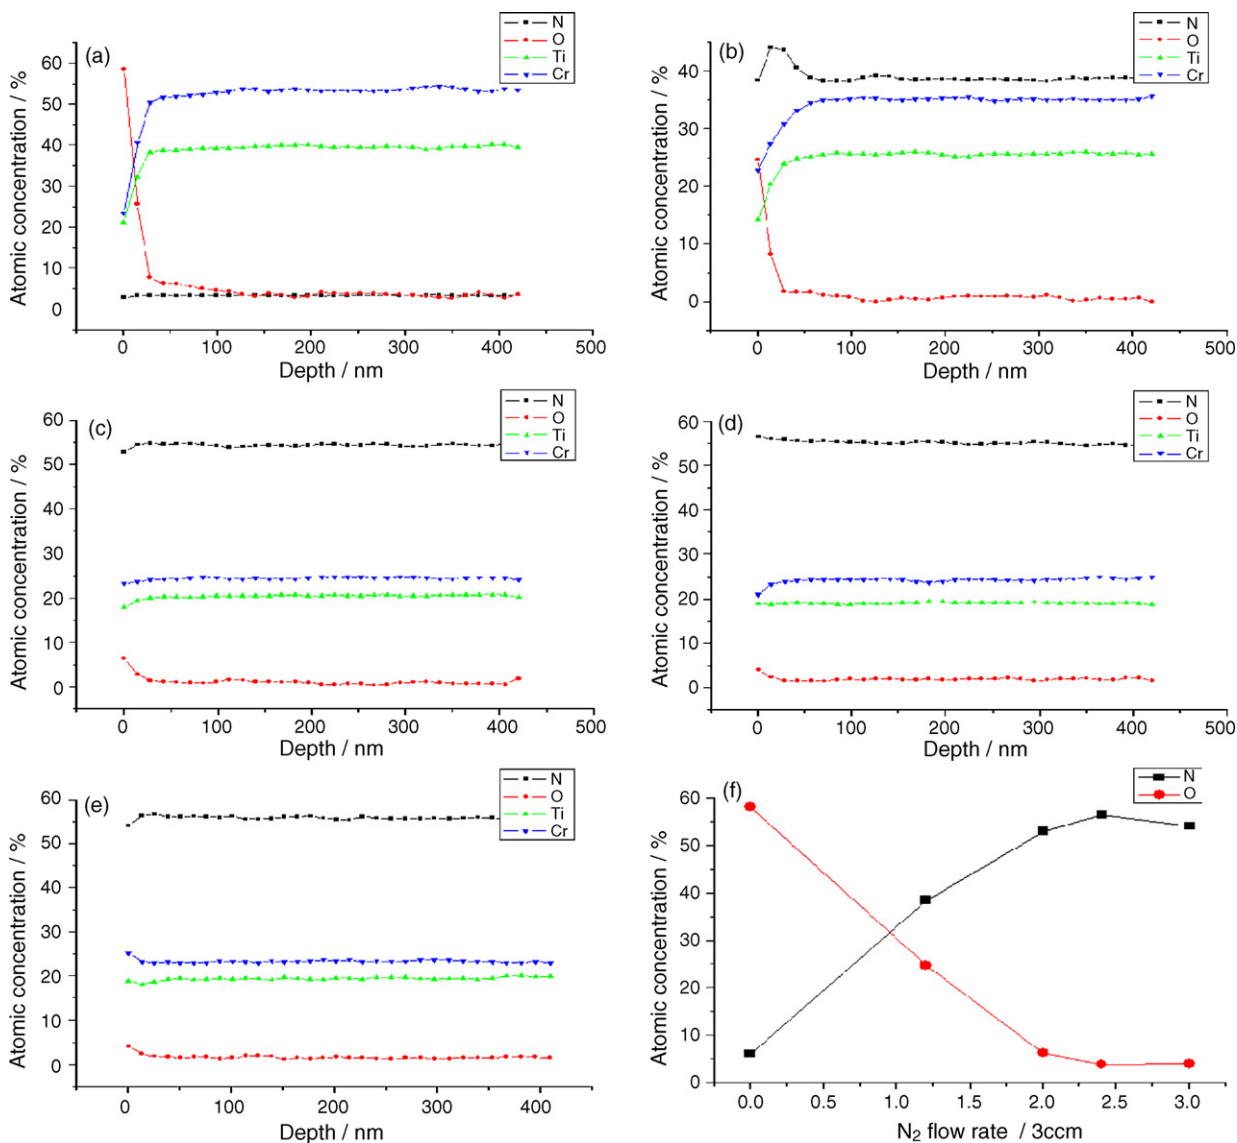 (a)
N
O
Ti
Cr
60
50
40
30
20
10
0
Atomic concentration / %
0 100 200 300 400 500
Depth / nm
(b)
N
O
Ti
Cr
40
30
20
10
0
Atomic concentration / %
0 100 200 300 400 500
Depth / nm
(c)
N
O
Ti
Cr
60
50
40
30
20
10
0
Atomic concentration / %
0 100 200 300 400 500
Depth / nm
(d)
N
O
Ti
Cr
60
50
40
30
20
10
0
Atomic concentration / %
0 100 200 300 400 500
Depth / nm
(e)
N
O
Ti
Cr
60
50
40
30
20
10
0
Atomic concentration / %
0 100 200 300 400
Depth / nm
(f)
N
O
60
50
40
30
20
10
0
Atomic concentration / %
0.0 0.5 1.0 1.5 2.0 2.5 3.0
N₂ flow rate / 3ccm